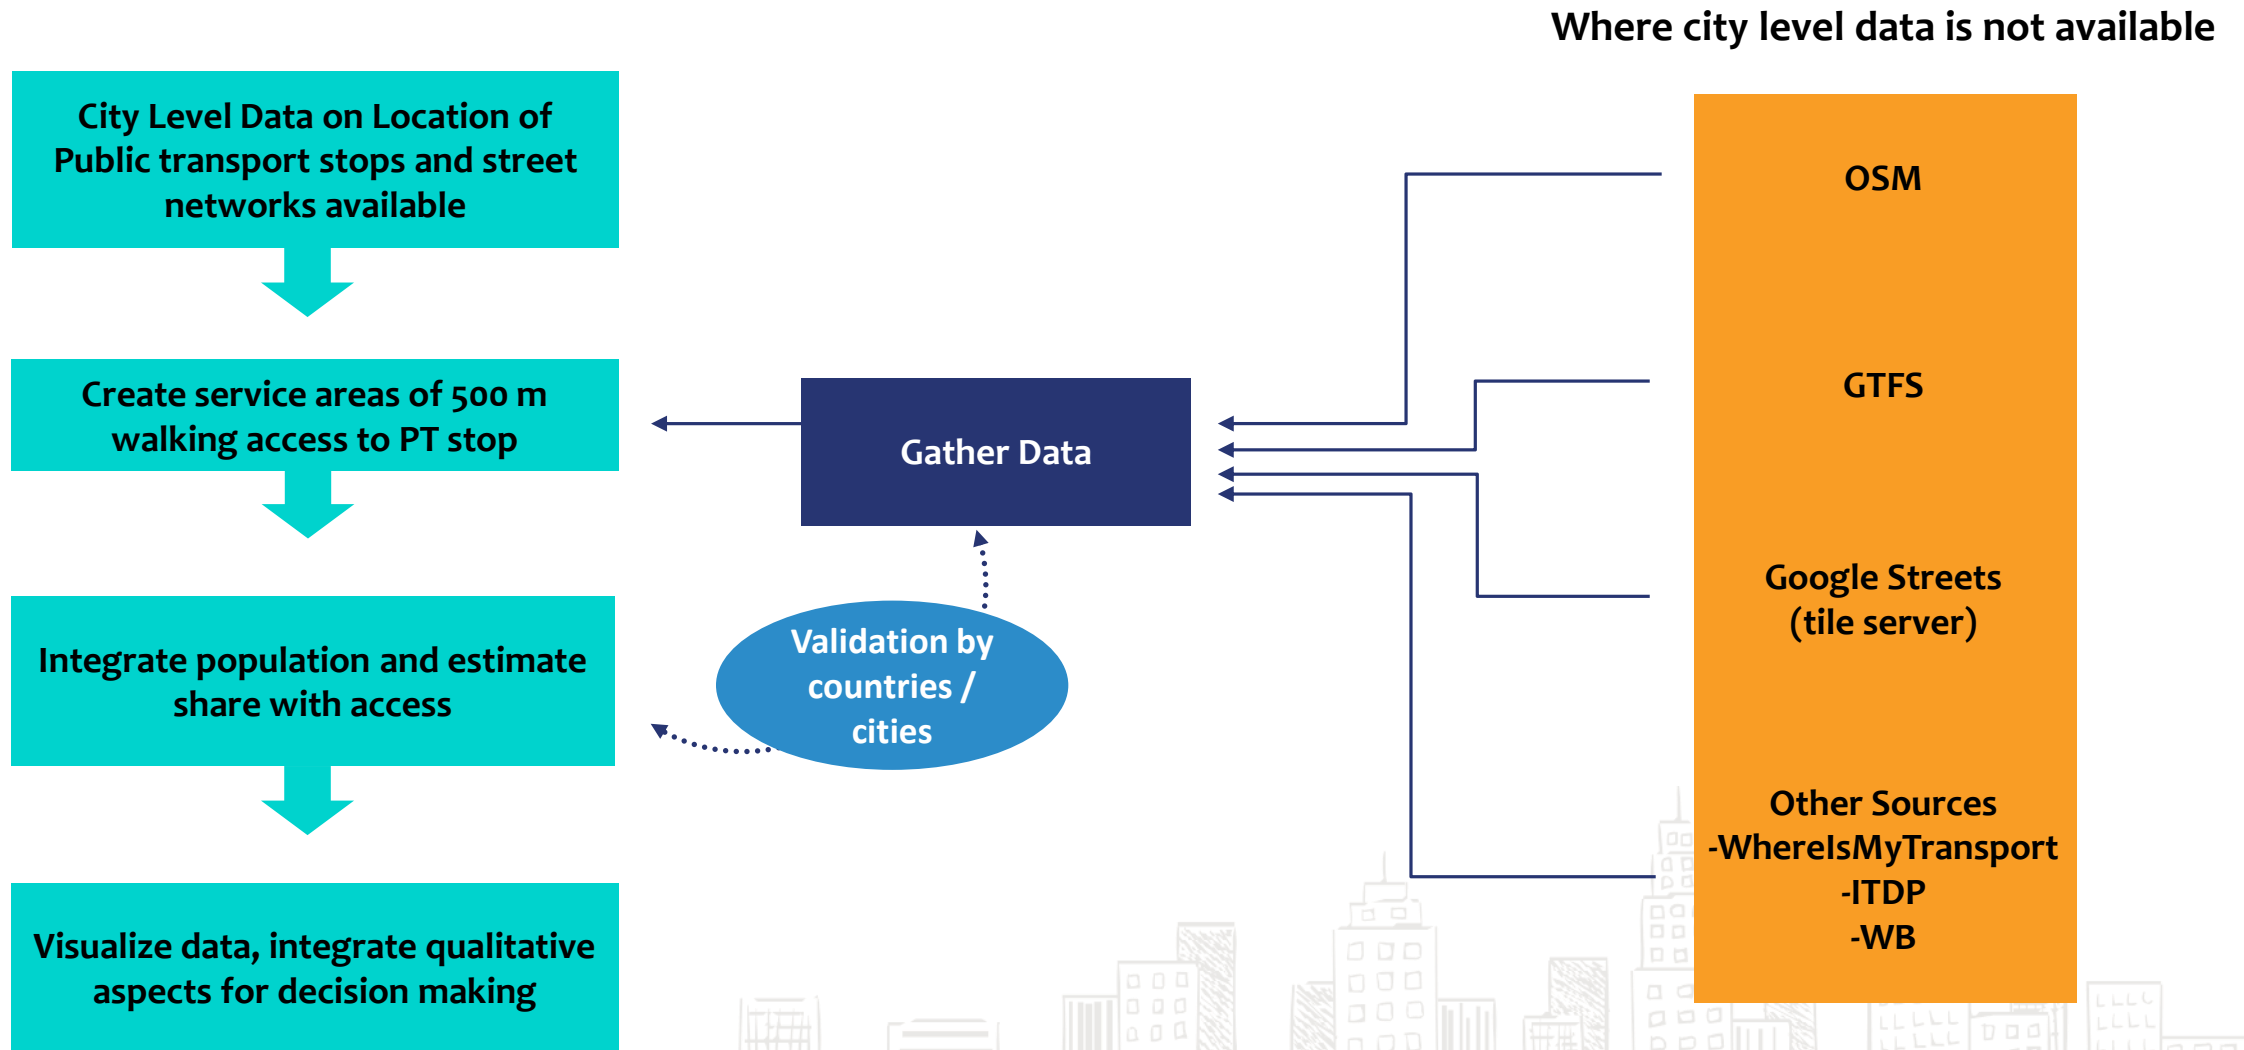 Where city level data is not available
City Level Data on Location of
Public transport stops and street
networks available
Create service areas of 500 m
walking access to PT stop
Integrate population and estimate
share with access
Visualize data, integrate qualitative
aspects for decision making
Gather Data
Validation by
countries /
cities
OSM
GTFS
Google Streets
(tile server)
Other Sources
-WhereIsMyTransport
-ITDP
-WB